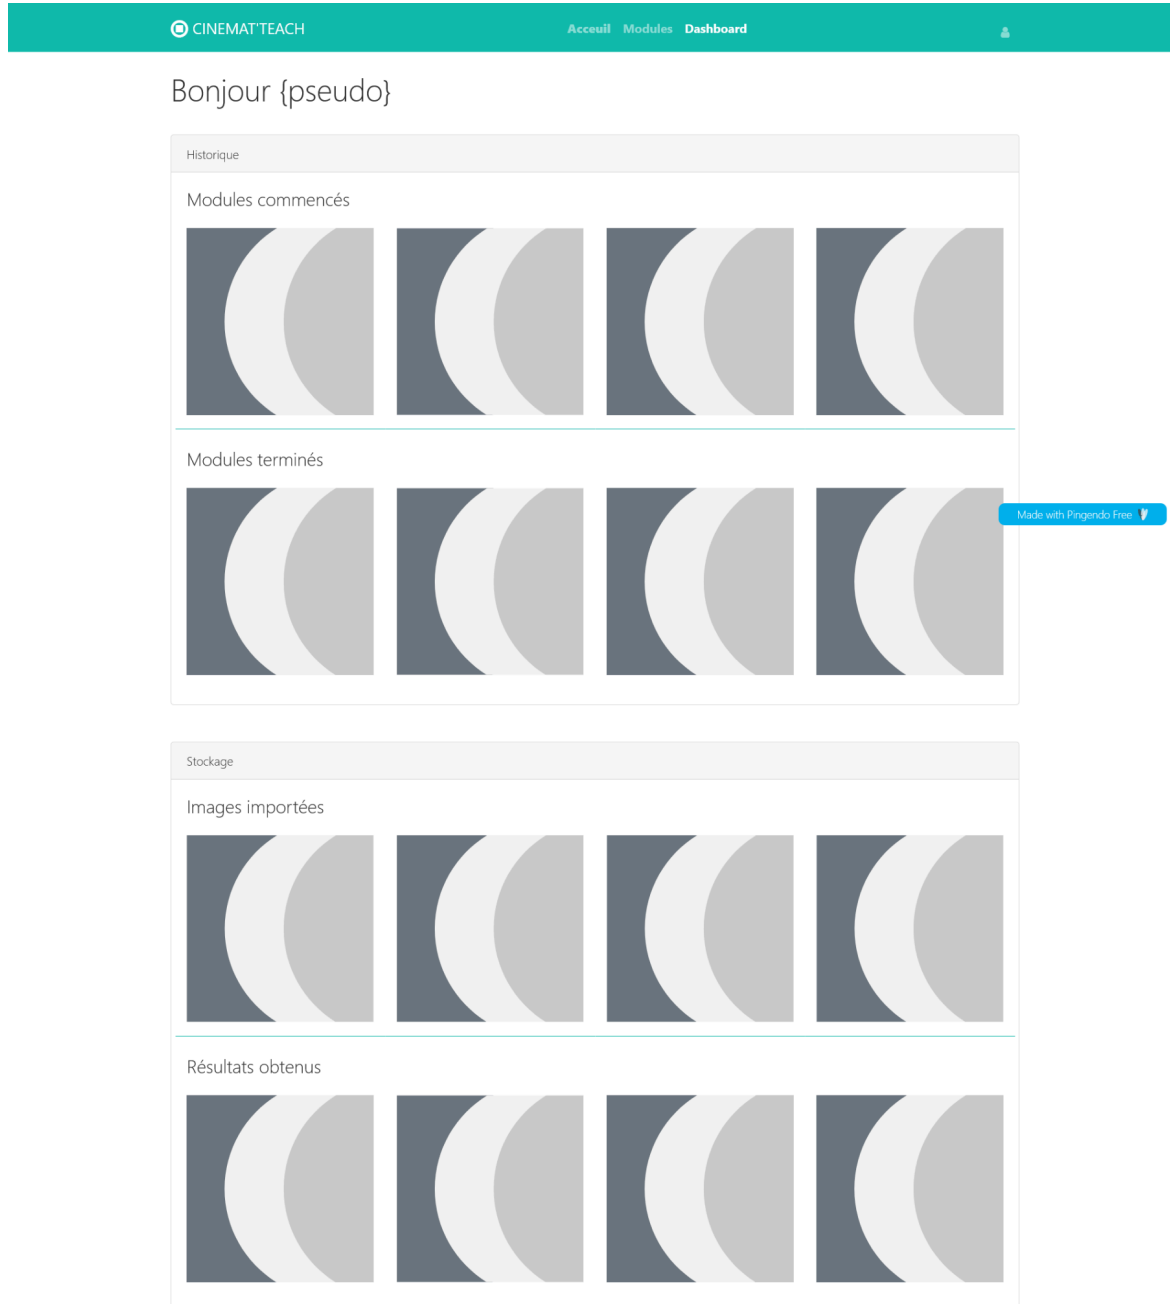 CINEMAT'TEACH
Acceuil Modules Dashboard
Bonjour {pseudo}
Historique
Modules commencés
Modules terminés
Made with Pingendo Free
Stockage
Images importées
Résultats obtenus